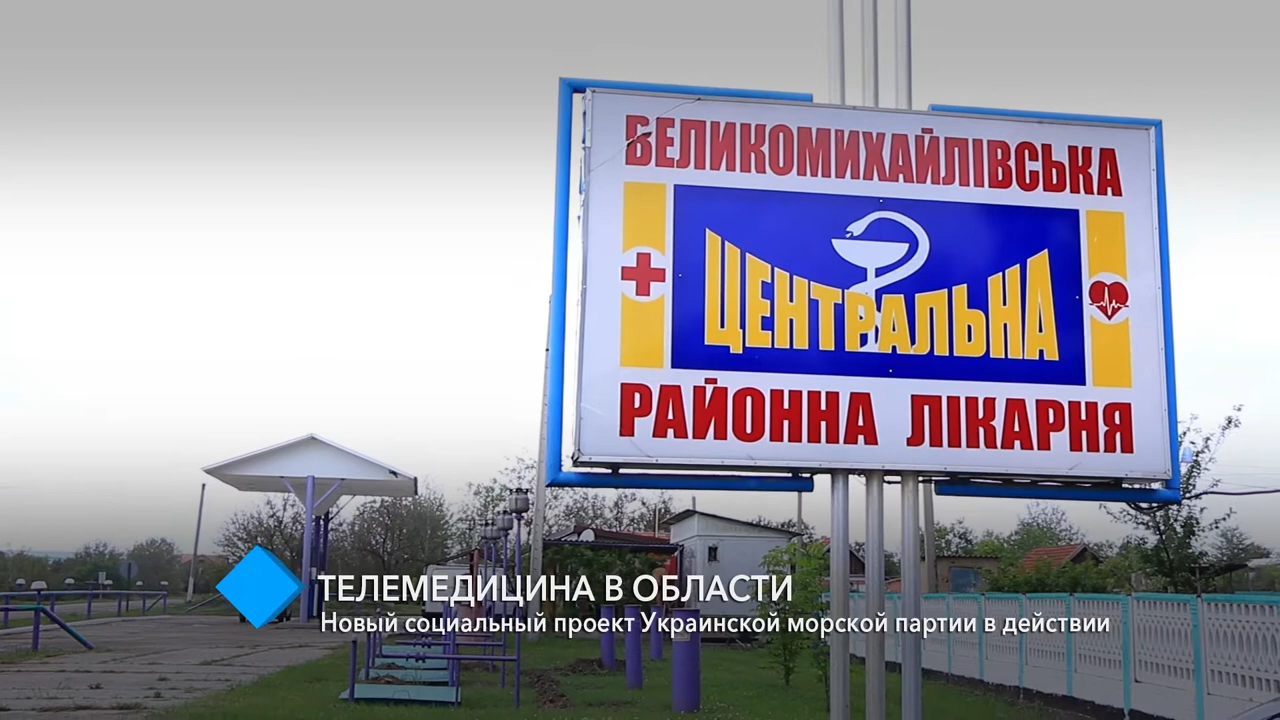 ВЕЛИКОМИХАЙЛІВСЬКА
ЦЕНТРАЛЬНА
РАЙОННА ЛІКАРНЯ
ТЕЛЕМЕДИЦИНА В ОБЛАСТИ
Новый социальный проект Украинской морской партии в действии